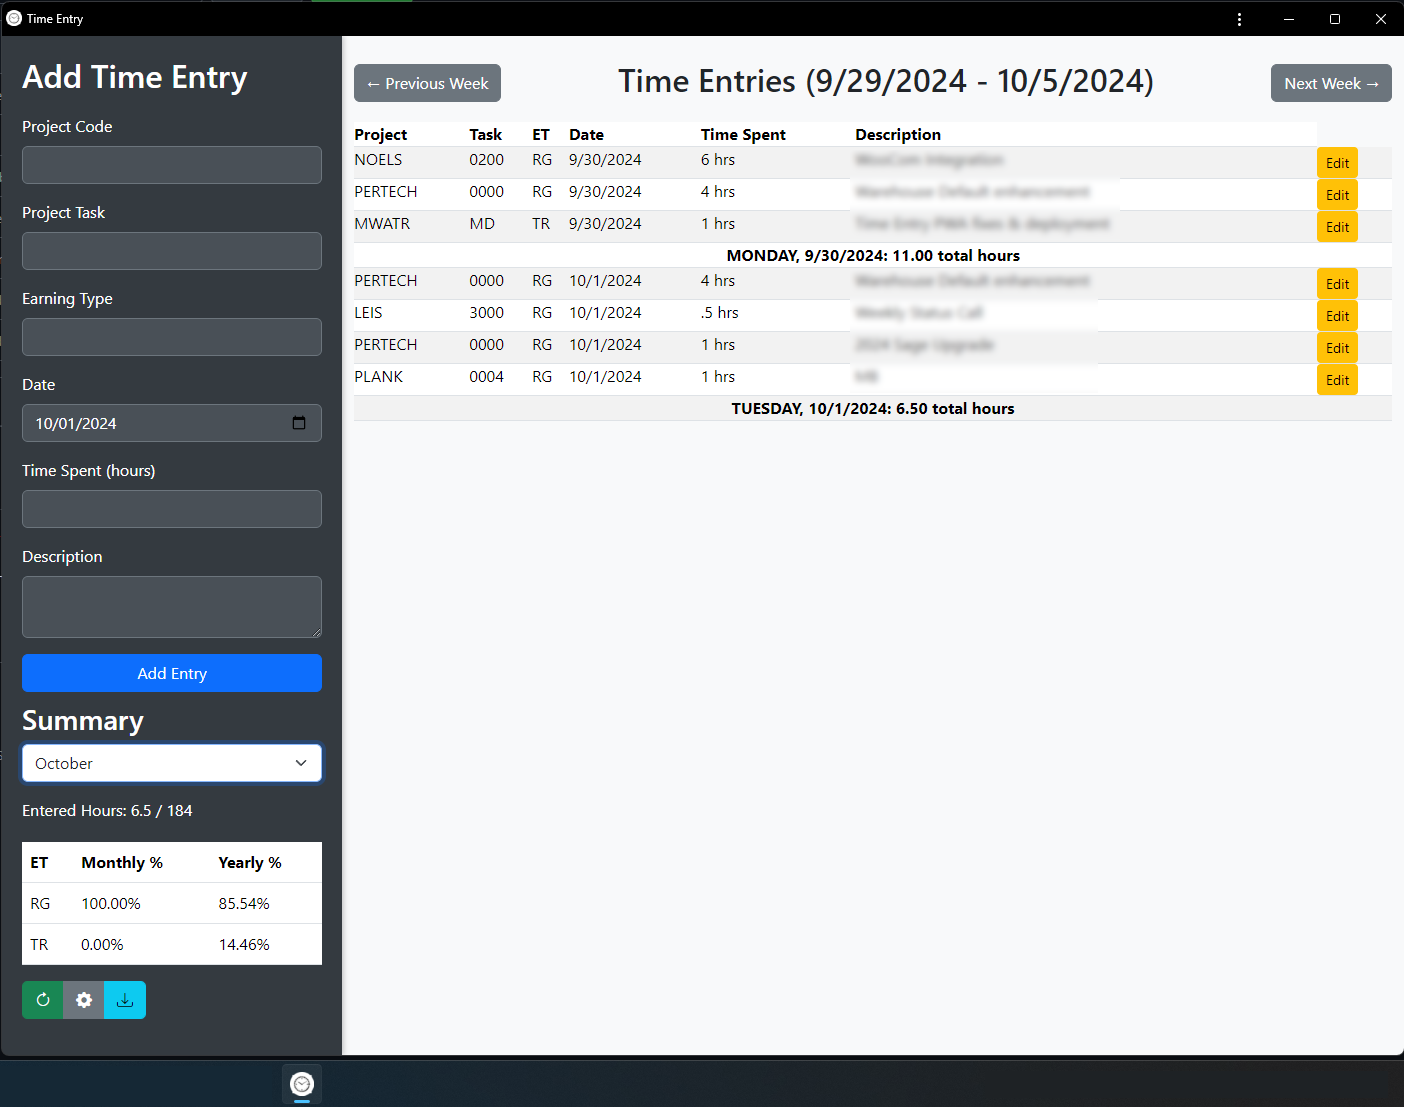 Time Entry
Add Time Entry
Project Code
Project Task
Earning Type
Date
10/01/2024
Time Spent (hours)
Description
Add Entry
Summary
October
Entered Hours: 6.5 / 184
ET Monthly % Yearly %
RG 100.00% 85.54%
TR 0.00% 14.46%
← Previous Week
Time Entries (9/29/2024 - 10/5/2024)
Next Week →
Project Task ET Date Time Spent Description
NOELS 0200 RG 9/30/2024 6 hrs Edit
PERTECH 0000 RG 9/30/2024 4 hrs Edit
MWATR MD TR 9/30/2024 1 hrs Edit
MONDAY, 9/30/2024: 11.00 total hours
PERTECH 0000 RG 10/1/2024 4 hrs Edit
LEIS 3000 RG 10/1/2024 .5 hrs Edit
PERTECH 0000 RG 10/1/2024 1 hrs Edit
PLANK 0004 RG 10/1/2024 1 hrs Edit
TUESDAY, 10/1/2024: 6.50 total hours